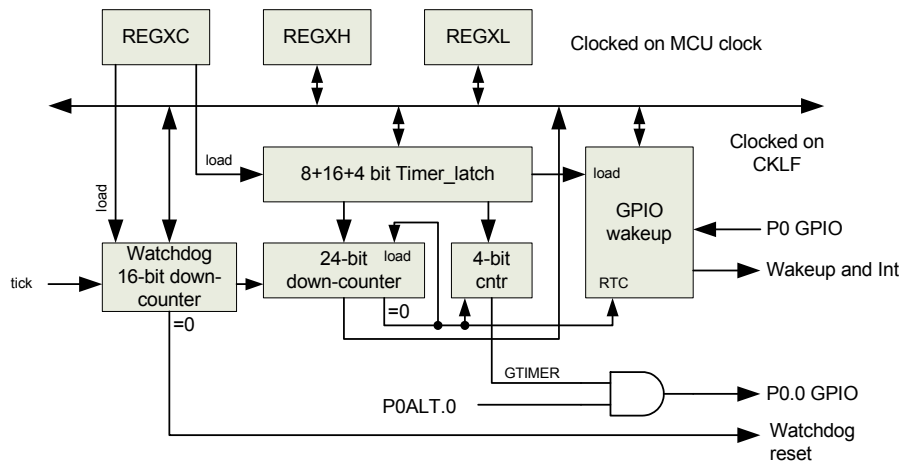 REGXC
REGXH
REGXL
Clocked on MCU clock
Clocked on
CKLF
load
load
8+16+4 bit Timer_latch
load
GPIO
wakeup
RTC
P0 GPIO
Wakeup and Int
tick
Watchdog
16-bit down-
counter
=0
24-bit
down-counter
load
=0
4-bit
cntr
GTIMER
P0ALT.0
P0.0 GPIO
Watchdog
reset